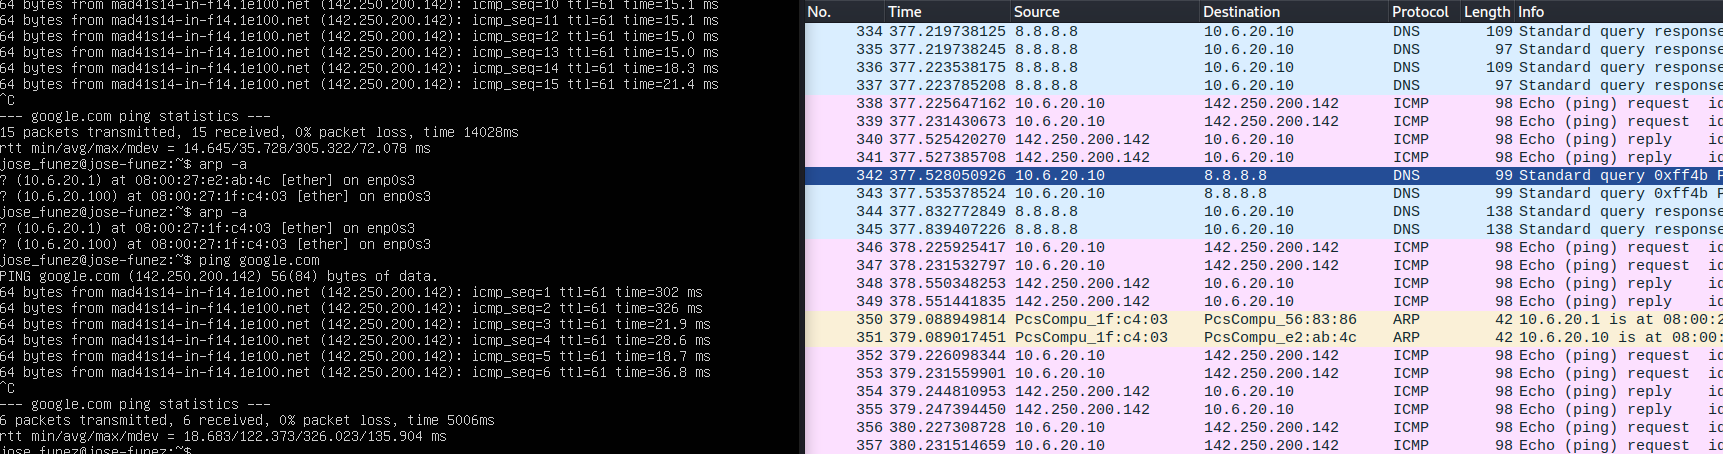 64 bytes from mad41s14-in-f14.1e100.net (142.250.200.142): icmp_seq=10 ttl=61 time=15.1 ms
64 bytes from mad41s14-in-f14.1e100.net (142.250.200.142): icmp_seq=11 ttl=61 time=15.1 ms
64 bytes from mad41s14-in-f14.1e100.net (142.250.200.142): icmp_seq=12 ttl=61 time=15.0 ms
64 bytes from mad41s14-in-f14.1e100.net (142.250.200.142): icmp_seq=13 ttl=61 time=15.0 ms
64 bytes from mad41s14-in-f14.1e100.net (142.250.200.142): icmp_seq=14 ttl=61 time=18.3 ms
64 bytes from mad41s14-in-f14.1e100.net (142.250.200.142): icmp_seq=15 ttl=61 time=21.4 ms
^C
--- google.com ping statistics ---
15 packets transmitted, 15 received, 0% packet loss, time 14028ms
rtt min/avg/max/mdev = 14.645/35.728/305.322/72.078 ms
jose_funez@jose-funez:~$ arp -a
? (10.6.20.1) at 08:00:27:e2:ab:4c [ether] on enp0s3
? (10.6.20.100) at 08:00:27:1f:c4:03 [ether] on enp0s3
jose_funez@jose-funez:~$ arp -a
? (10.6.20.1) at 08:00:27:1f:c4:03 [ether] on enp0s3
? (10.6.20.100) at 08:00:27:1f:c4:03 [ether] on enp0s3
jose_funez@jose-funez:~$ ping google.com
PING google.com (142.250.200.142) 56(84) bytes of data.
64 bytes from mad41s14-in-f14.1e100.net (142.250.200.142): icmp_seq=1 ttl=61 time=302 ms
64 bytes from mad41s14-in-f14.1e100.net (142.250.200.142): icmp_seq=2 ttl=61 time=326 ms
64 bytes from mad41s14-in-f14.1e100.net (142.250.200.142): icmp_seq=3 ttl=61 time=21.9 ms
64 bytes from mad41s14-in-f14.1e100.net (142.250.200.142): icmp_seq=4 ttl=61 time=28.6 ms
64 bytes from mad41s14-in-f14.1e100.net (142.250.200.142): icmp_seq=5 ttl=61 time=18.7 ms
64 bytes from mad41s14-in-f14.1e100.net (142.250.200.142): icmp_seq=6 ttl=61 time=36.8 ms
^C
--- google.com ping statistics ---
6 packets transmitted, 6 received, 0% packet loss, time 5006ms
rtt min/avg/max/mdev = 18.683/122.373/326.023/135.904 ms
jose_funez@jose-funez:~$
No. Time Source Destination Protocol Length Info
334 377.219738125 8.8.8.8 10.6.20.10 DNS 109 Standard query response
335 377.219738245 8.8.8.8 10.6.20.10 DNS 97 Standard query response
336 377.223538175 8.8.8.8 10.6.20.10 DNS 109 Standard query response
337 377.223785208 8.8.8.8 10.6.20.10 DNS 97 Standard query response
338 377.225647162 10.6.20.10 142.250.200.142 ICMP 98 Echo (ping) request id
339 377.231430673 10.6.20.10 142.250.200.142 ICMP 98 Echo (ping) request id
340 377.525420270 142.250.200.142 10.6.20.10 ICMP 98 Echo (ping) reply id
341 377.527385708 142.250.200.142 10.6.20.10 ICMP 98 Echo (ping) reply id
342 377.528050926 10.6.20.10 8.8.8.8 DNS 99 Standard query 0xff4b P
343 377.535378524 10.6.20.10 8.8.8.8 DNS 99 Standard query 0xff4b P
344 377.832772849 8.8.8.8 10.6.20.10 DNS 138 Standard query response
345 377.839407226 8.8.8.8 10.6.20.10 DNS 138 Standard query response
346 378.225925417 10.6.20.10 142.250.200.142 ICMP 98 Echo (ping) request id
347 378.231532797 10.6.20.10 142.250.200.142 ICMP 98 Echo (ping) request id
348 378.550348253 142.250.200.142 10.6.20.10 ICMP 98 Echo (ping) reply id
349 378.551441835 142.250.200.142 10.6.20.10 ICMP 98 Echo (ping) reply id
350 379.088949814 PcsCompu_1f:c4:03 PcsCompu_56:83:86 ARP 42 10.6.20.1 is at 08:00:2
351 379.089017451 PcsCompu_1f:c4:03 PcsCompu_e2:ab:4c ARP 42 10.6.20.10 is at 08:00:
352 379.226098344 10.6.20.10 142.250.200.142 ICMP 98 Echo (ping) request id
353 379.231559901 10.6.20.10 142.250.200.142 ICMP 98 Echo (ping) request id
354 379.244810953 142.250.200.142 10.6.20.10 ICMP 98 Echo (ping) reply id
355 379.247394450 142.250.200.142 10.6.20.10 ICMP 98 Echo (ping) reply id
356 380.227308728 10.6.20.10 142.250.200.142 ICMP 98 Echo (ping) request id
357 380.231514659 10.6.20.10 142.250.200.142 ICMP 98 Echo (ping) request id